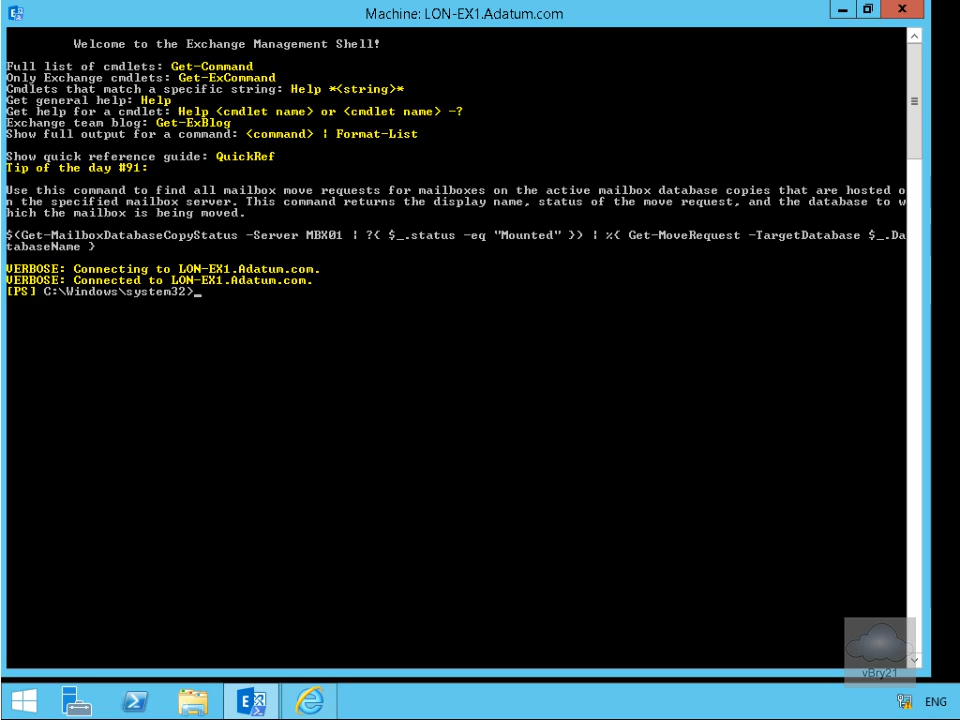 Machine: LON-EX1.Adatum.com
Welcome to the Exchange Management Shell!
Full list of cmdlets: Get-Command
Only Exchange cmdlets: Get-ExCommand
Cmdlets that match a specific string: Help *<string>*
Get general help: Help
Get help for a cmdlet: Help <cmdlet name> or <cmdlet name> -?
Exchange team blog: Get-ExBlog
Show full output for a command: <command> | Format-List
Show quick reference guide: QuickRef
Tip of the day #91:
Use this command to find all mailbox move requests for mailboxes on the active mailbox database copies that are hosted o
n the specified mailbox server. This command returns the display name, status of the move request, and the database to w
hich the mailbox is being moved.
$(Get-MailboxDatabaseCopyStatus -Server MBX01 | ?{ $_.status -eq "Mounted" }) | %{ Get-MoveRequest -TargetDatabase $_.Da
tabaseName }
VERBOSE: Connecting to LON-EX1.Adatum.com.
VERBOSE: Connected to LON-EX1.Adatum.com.
[PS] C:\Windows\system32>_
vBry21
ENG